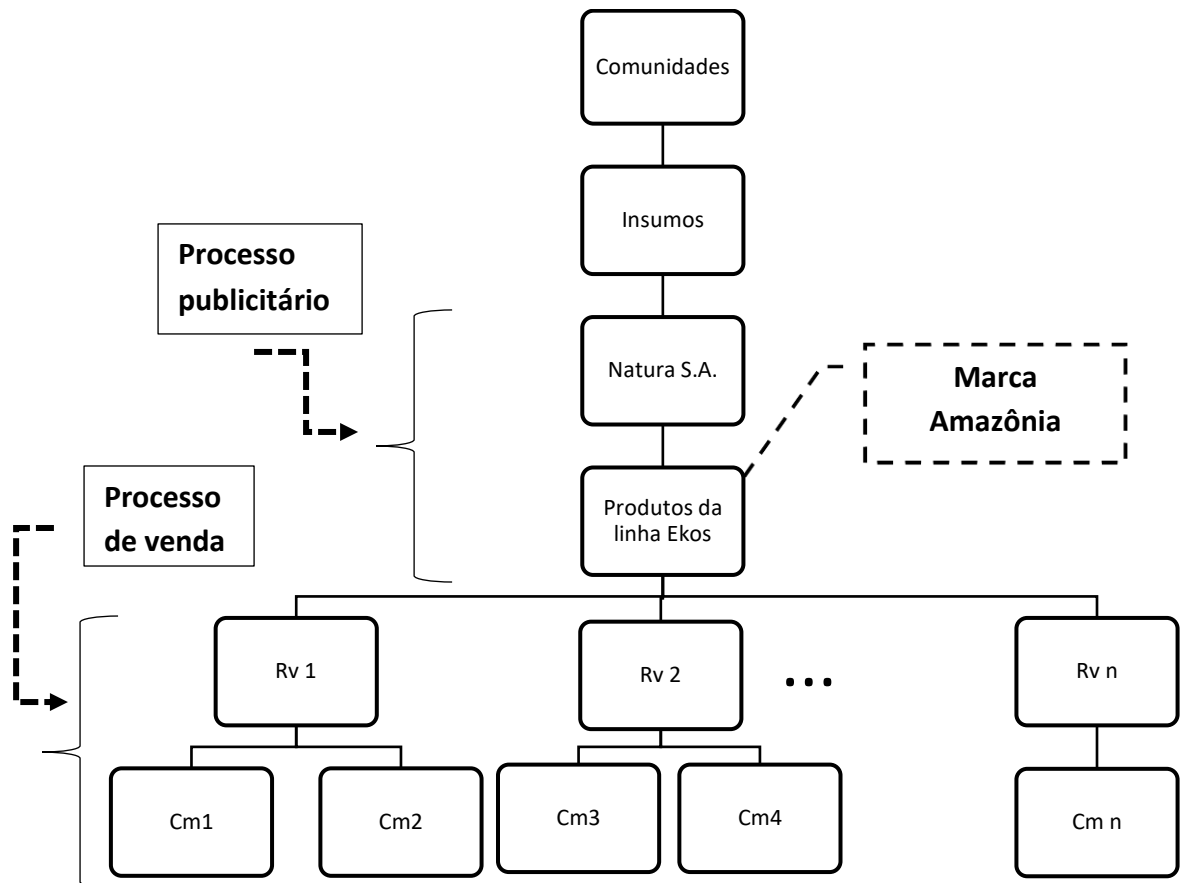 Comunidades
Insumos
Processo
publicitário
Natura S.A.
Marca
Amazônia
Processo
de venda
Produtos da
linha Ekos
Rv 1
Rv 2
...
Rv n
Cm1
Cm2
Cm3
Cm4
Cm n